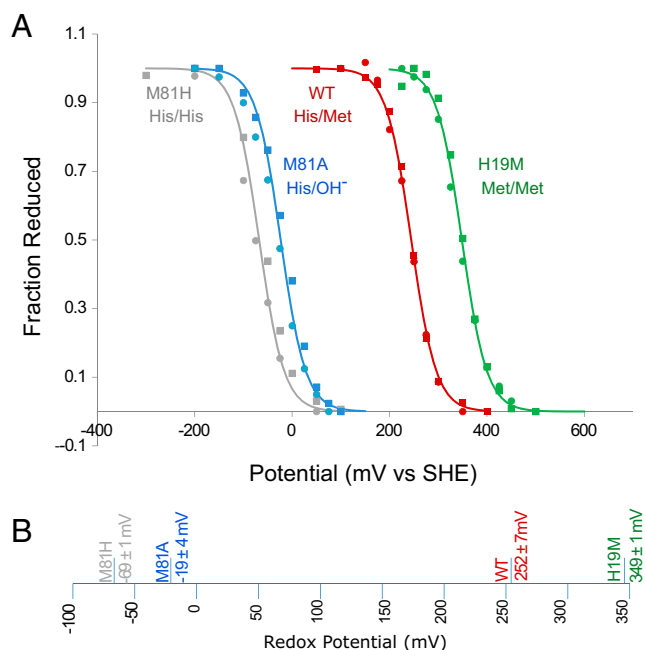 A
1.1
0.9
0.7
0.5
0.3
0.1
-0.1
Fraction Reduced
M81H
His/His
M81A
His/OH⁻
WT
His/Met
H19M
Met/Met
-400
-200
0
200
400
600
Potential (mV vs SHE)
B
M81H
-69 ± 1 mV
M81A
-19 ± 4 mV
WT
252 ± 7mV
H19M
349 ± 1 mV
-100
-50
0
50
100
150
200
250
300
350
Redox Potential (mV)